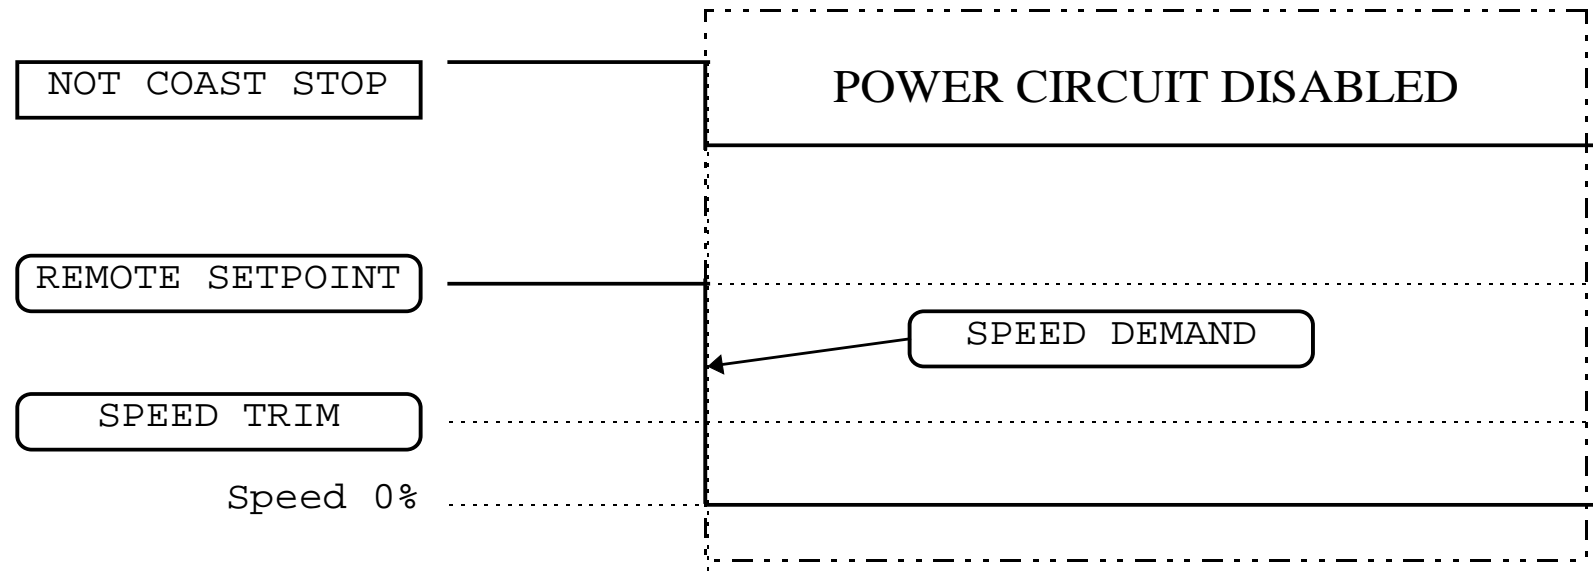 NOT COAST STOP
POWER CIRCUIT DISABLED
REMOTE SETPOINT
SPEED DEMAND
SPEED TRIM
Speed 0%